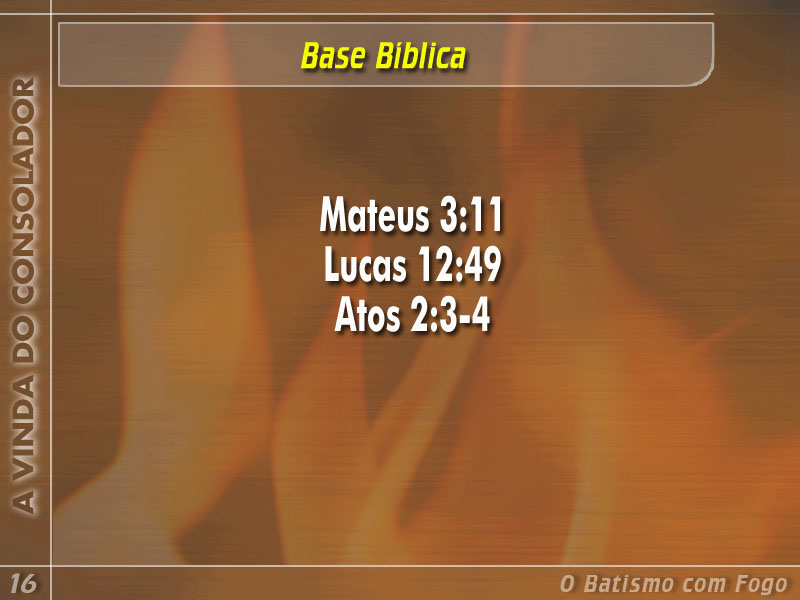 Base Bíblica
Mateus 3:11
Lucas 12:49
Atos 2:3-4
A VINDA DO CONSOLADOR
16
O Batismo com Fogo